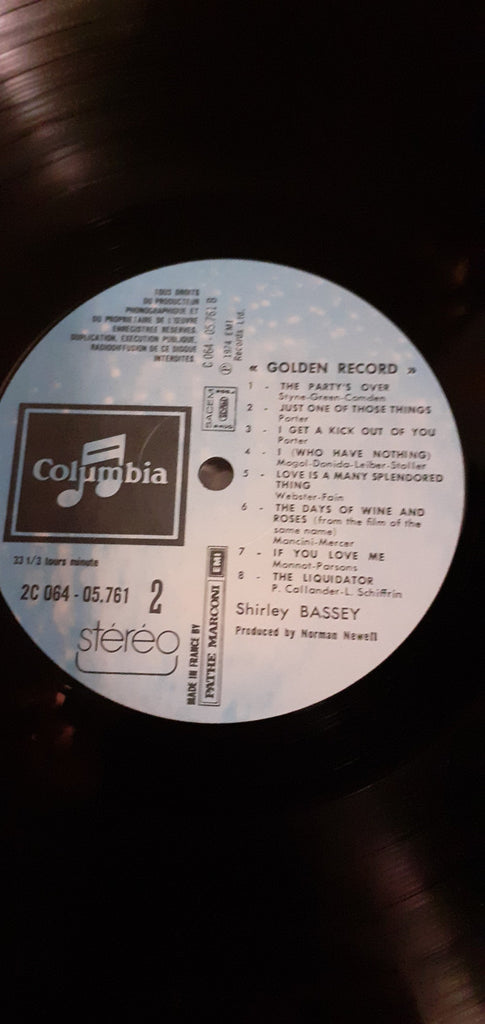 TOUS DROITS
DU PRODUCTEUR
PHONOGRAPHIQUE ET
DU PROPRIETAIRE DE L'ŒUVRE
ENREGISTREE RESERVES.
DUPLICATION, EXECUTION PUBLIQUE,
RADIODIFFUSION DE CE DISQUE
INTERDITES.
C 064 - 05.761 B
℗ 1974 EMI
Records Ltd.
SACEM
« GOLDEN RECORD »
1 - THE PARTY'S OVER
Styne-Green-Comden
2 - JUST ONE OF THOSE THINGS
Porter
3 - I GET A KICK OUT OF YOU
Porter
4 - I (WHO HAVE NOTHING)
Mogol-Donida-Leiber-Stoller
5 - LOVE IS A MANY SPLENDORED
THING
Webster-Fain
6 - THE DAYS OF WINE AND
ROSES (from the film of the
same name)
Mancini-Mercer
7 - IF YOU LOVE ME
Monnot-Parsons
8 - THE LIQUIDATOR
P. Callander-L. Schiffrin
Shirley BASSEY
Produced by Norman Newell
Columbia
33 1/3 tours minute
2C 064 - 05.761 2
stéréo
MADE IN FRANCE BY
PATHE MARCONI EMI